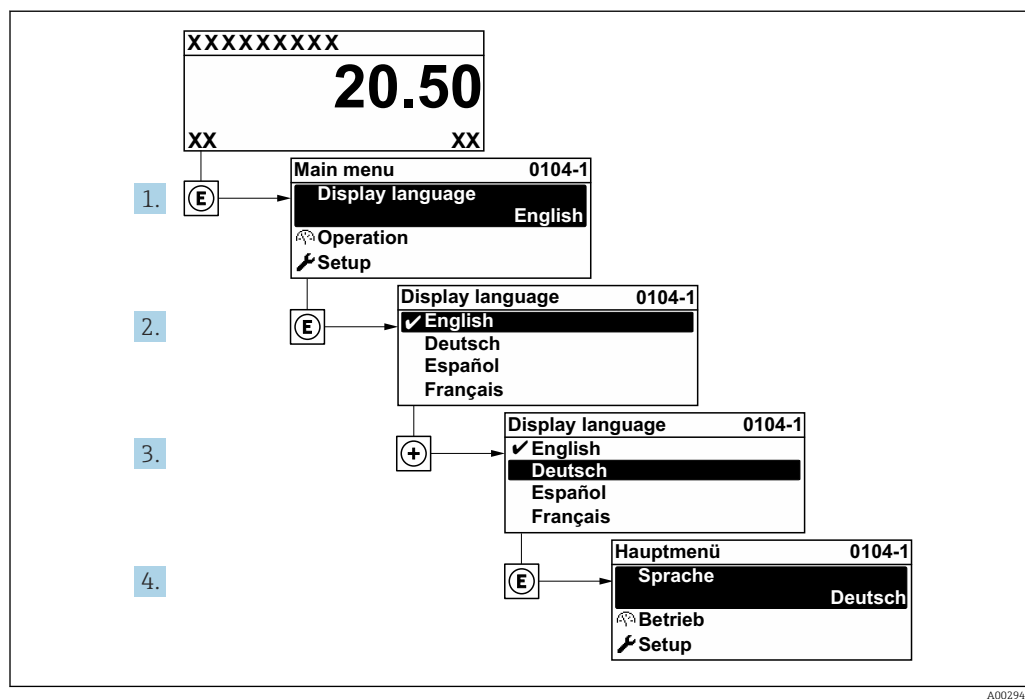 XXXXXXXXX
20.50
XX XX
1. E
Main menu 0104-1
Display language
English
Operation
Setup
2. E
Display language 0104-1
✔ English
Deutsch
Español
Français
3. +
Display language 0104-1
✔ English
Deutsch
Español
Français
4. E
Hauptmenü 0104-1
Sprache
Deutsch
Betrieb
Setup
A00294